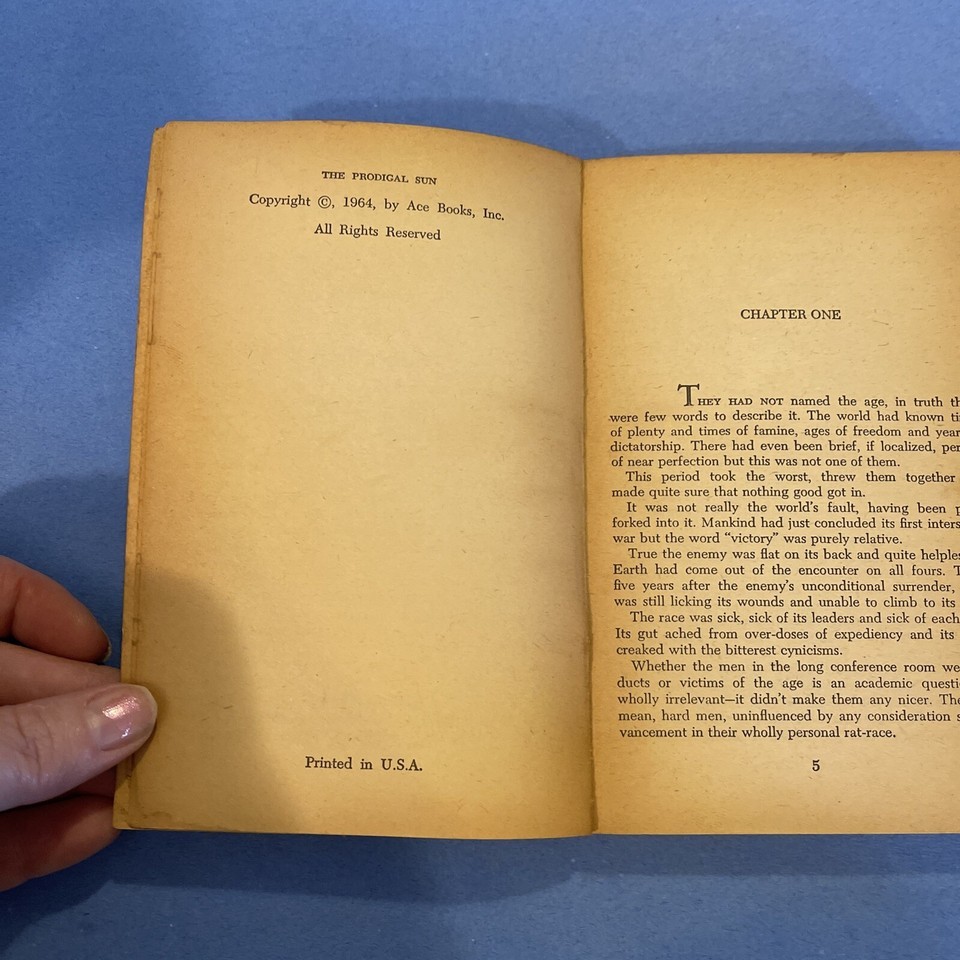 THE PRODIGAL SUN
Copyright ©, 1964, by Ace Books, Inc.
All Rights Reserved
Printed in U.S.A.
CHAPTER ONE
THEY HAD NOT named the age, in truth
were few words to describe it. The world had known
of plenty and times of famine, ages of freedom and
dictatorship. There had even been brief, if localized,
of near perfection but this was not one of them.
This period took the worst, threw them together
made quite sure that nothing good got in.
It was not really the world's fault, having been
forked into it. Mankind had just concluded its first
war but the word "victory" was purely relative.
True the enemy was flat on its back and quite
Earth had come out of the encounter on all fours.
five years after the enemy's unconditional surrender,
was still licking its wounds and unable to climb to its
The race was sick, sick of its leaders and sick of each
Its gut ached from over-doses of expediency and its
creaked with the bitterest cynicisms.
Whether the men in the long conference room
ducts or victims of the age is an academic
wholly irrelevant—it didn't make them any nicer.
mean, hard men, uninfluenced by any consideration
vancement in their wholly personal rat-race.
5